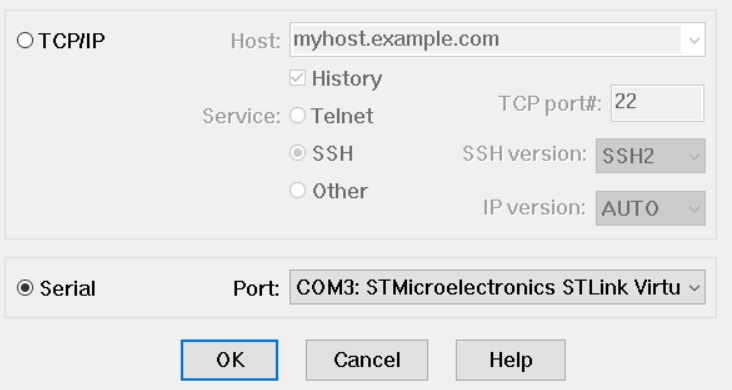 TCP/IP Host: myhost.example.com
History
Service: Telnet TCP port#: 22
SSH SSH version: SSH2
Other IP version: AUTO
Serial Port: COM3: STMicroelectronics STLink Virtu
OK Cancel Help